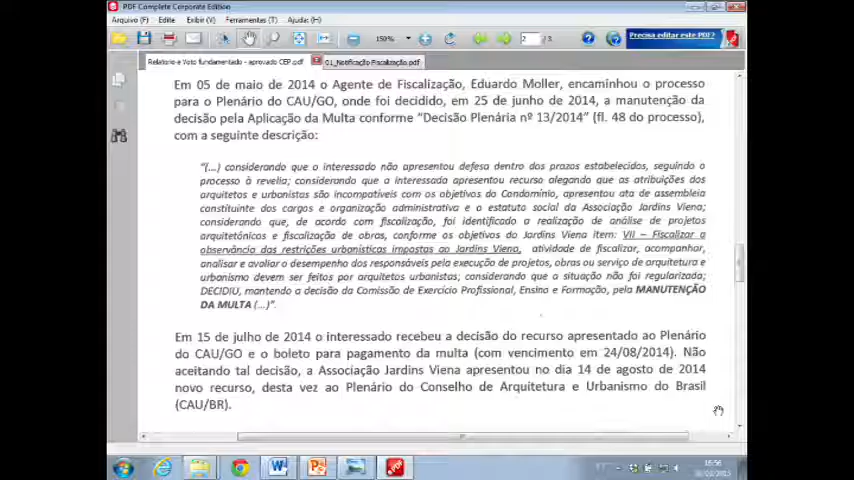 PDF Complete Corporate Edition
Arquivo (F) Edite Exibir (V) Ferramentas (T) Ajuda: (H)
150% 2 / 3. Precisa editar este PDF?
Relatorio e Voto fundamentado - aprovado CEP.pdf 01_Notificação Fiscalização.pdf
Em 05 de maio de 2014 o Agente de Fiscalização, Eduardo Moller, encaminhou o processo
para o Plenário do CAU/GO, onde foi decidido, em 25 de junho de 2014, a manutenção da
decisão pela Aplicação da Multa conforme “Decisão Plenária nº 13/2014” (fl. 48 do processo),
com a seguinte descrição:
“(...) considerando que o interessado não apresentou defesa dentro dos prazos estabelecidos, seguindo o
processo à revelia; considerando que a interessada apresentou recurso alegando que as atribuições dos
arquitetos e urbanistas são incompatíveis com os objetivos do Condomínio, apresentou ata de assembleia
constituinte dos cargos e organização administrativa e o estatuto social da Associação Jardins Viena;
considerando que, de acordo com fiscalização, foi identificado a realização de análise de projetos
arquitetônicos e fiscalização de obras, conforme os objetivos do Jardins Viena item: VII – Fiscalizar a
observância das restrições urbanísticas impostas ao Jardins Viena, atividade de fiscalizar, acompanhar,
analisar e avaliar o desempenho dos responsáveis pela execução de projetos, obras ou serviço de arquitetura e
urbanismo devem ser feitos por arquitetos urbanistas; considerando que a situação não foi regularizada;
DECIDIU, mantendo a decisão da Comissão de Exercício Profissional, Ensino e Formação, pela MANUTENÇÃO
DA MULTA (...)”.
Em 15 de julho de 2014 o interessado recebeu a decisão do recurso apresentado ao Plenário
do CAU/GO e o boleto para pagamento da multa (com vencimento em 24/08/2014). Não
aceitando tal decisão, a Associação Jardins Viena apresentou no dia 14 de agosto de 2014
novo recurso, desta vez ao Plenário do Conselho de Arquitetura e Urbanismo do Brasil
(CAU/BR).
16:56